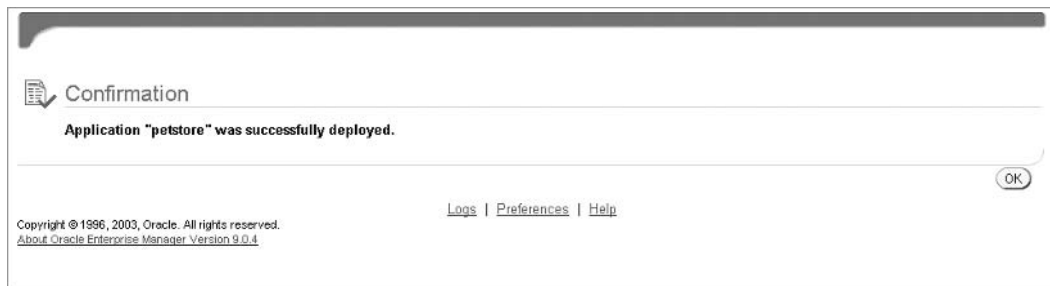 Confirmation
Application "petstore" was successfully deployed.
OK
Logs | Preferences | Help
Copyright © 1996, 2003, Oracle. All rights reserved.
About Oracle Enterprise Manager Version 9.0.4